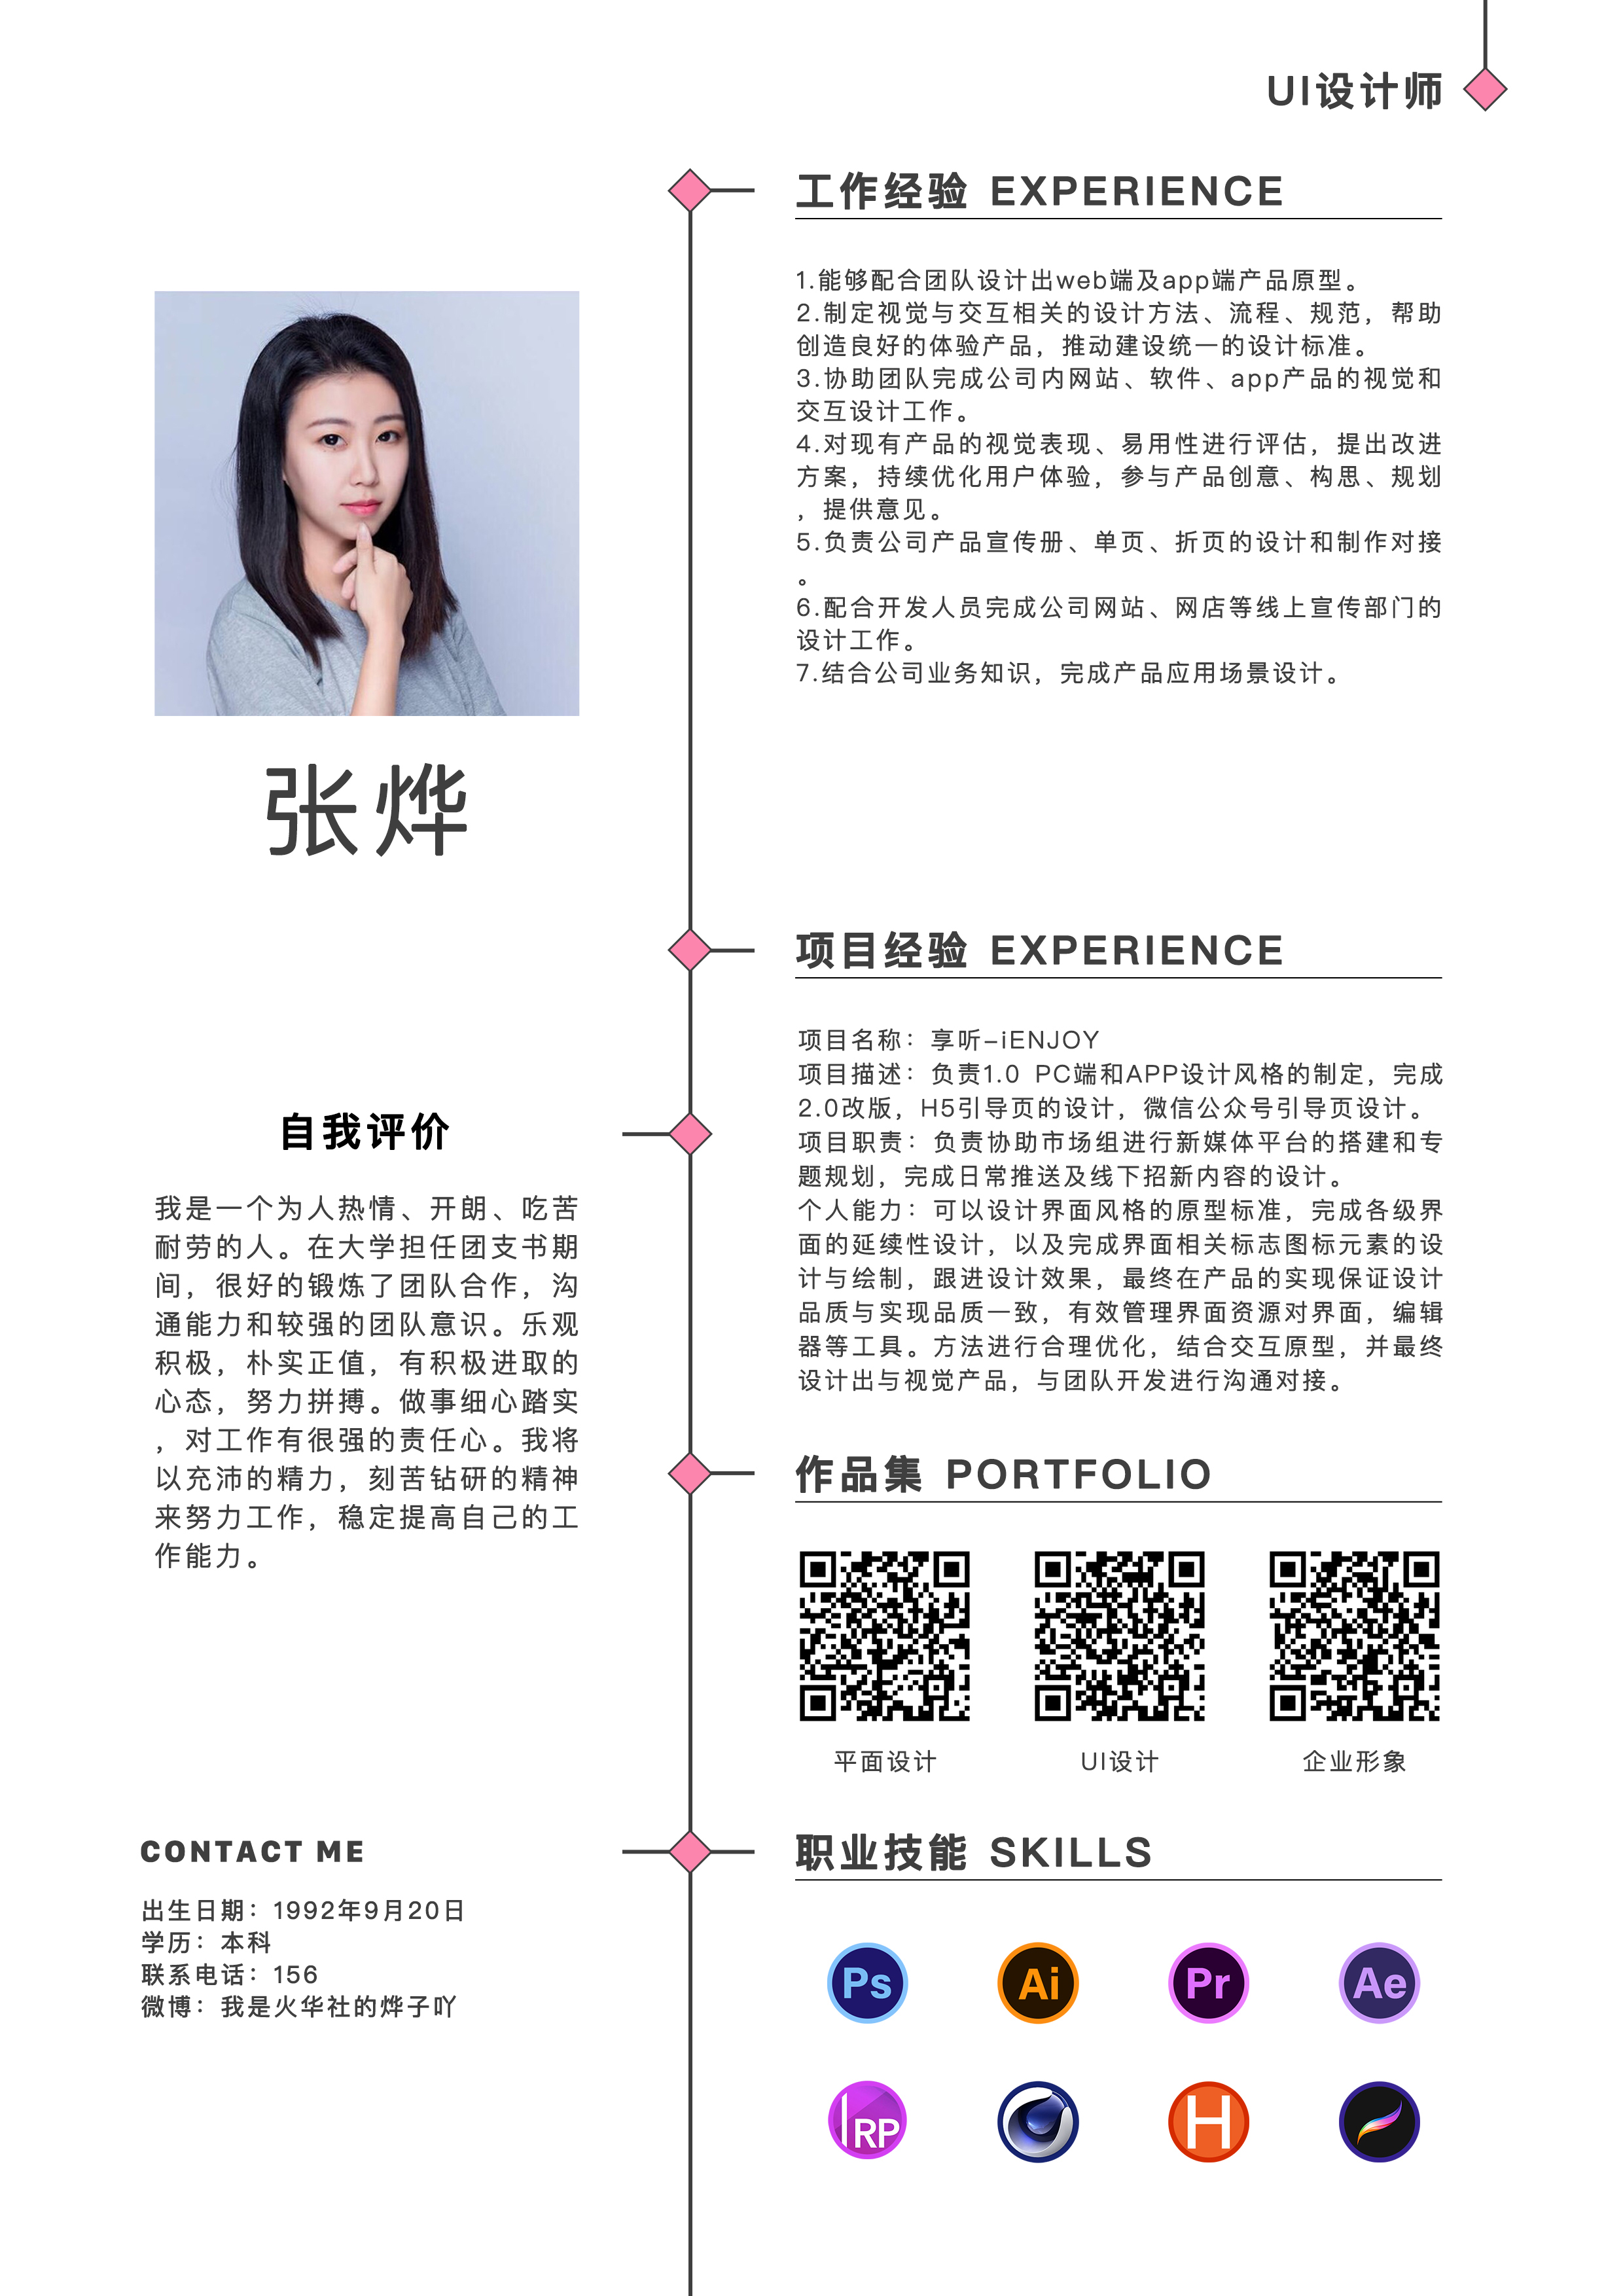 UI设计师
工作经验 EXPERIENCE
1.能够配合团队设计出web端及app端产品原型。
2.制定视觉与交互相关的设计方法、流程、规范，帮助
创造良好的体验产品，推动建设统一的设计标准。
3.协助团队完成公司内网站、软件、app产品的视觉和
交互设计工作。
4.对现有产品的视觉表现、易用性进行评估，提出改进
方案，持续优化用户体验，参与产品创意、构思、规划
，提供意见。
5.负责公司产品宣传册、单页、折页的设计和制作对接
。
6.配合开发人员完成公司网站、网店等线上宣传部门的
设计工作。
7.结合公司业务知识，完成产品应用场景设计。
张烨
项目经验 EXPERIENCE
项目名称：享听-iENJOY
项目描述：负责1.0 PC端和APP设计风格的制定，完成
2.0改版，H5引导页的设计，微信公众号引导页设计。
项目职责：负责协助市场组进行新媒体平台的搭建和专
题规划，完成日常推送及线下招新内容的设计。
个人能力：可以设计界面风格的原型标准，完成各级界
面的延续性设计，以及完成界面相关标志图标元素的设
计与绘制，跟进设计效果，最终在产品的实现保证设计
品质与实现品质一致，有效管理界面资源对界面，编辑
器等工具。方法进行合理优化，结合交互原型，并最终
设计出与视觉产品，与团队开发进行沟通对接。
自我评价
我是一个为人热情、开朗、吃苦
耐劳的人。在大学担任团支书期
间，很好的锻炼了团队合作，沟
通能力和较强的团队意识。乐观
积极，朴实正值，有积极进取的
心态，努力拼搏。做事细心踏实
，对工作有很强的责任心。我将
以充沛的精力，刻苦钻研的精神
来努力工作，稳定提高自己的工
作能力。
作品集 PORTFOLIO
平面设计
UI设计
企业形象
CONTACT ME
出生日期：1992年9月20日
学历：本科
联系电话：156
微博：我是火华社的烨子吖
职业技能 SKILLS
Ps
Ai
Pr
Ae
RP
H